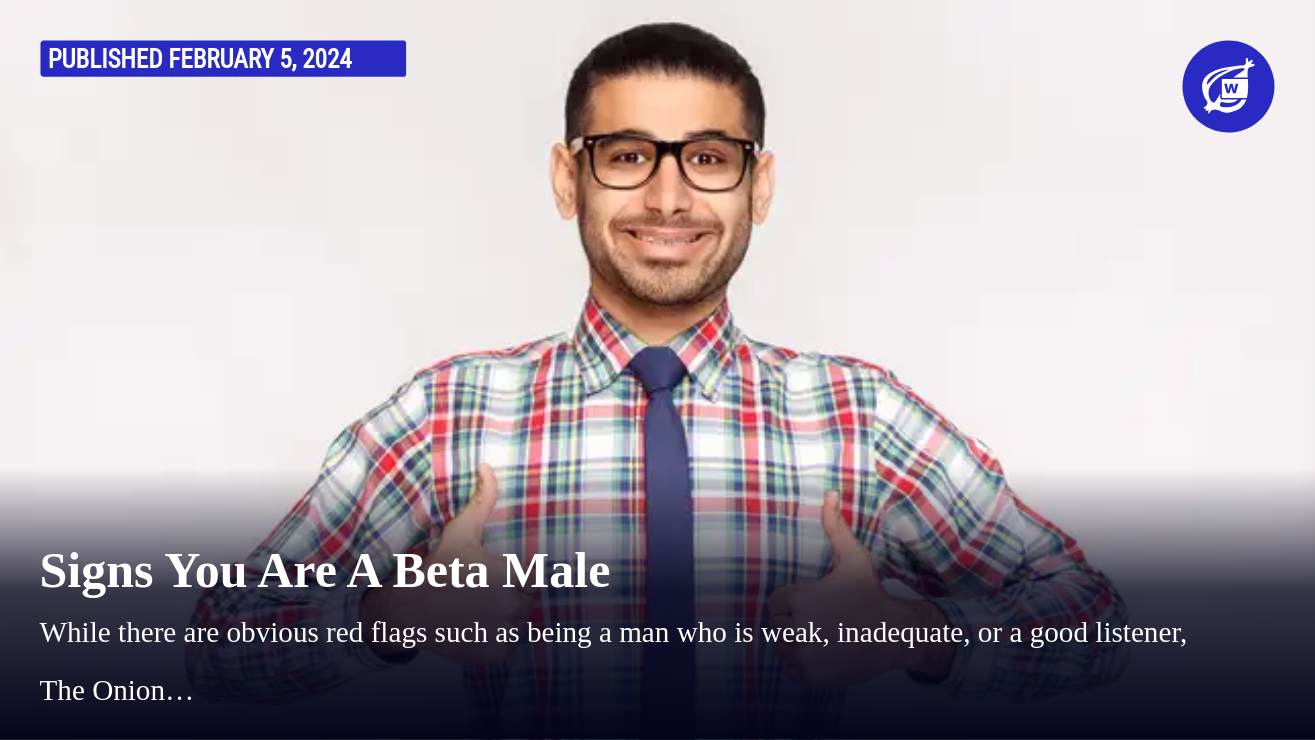 PUBLISHED FEBRUARY 5, 2024
W
Signs You Are A Beta Male
While there are obvious red flags such as being a man who is weak, inadequate, or a good listener,
The Onion…